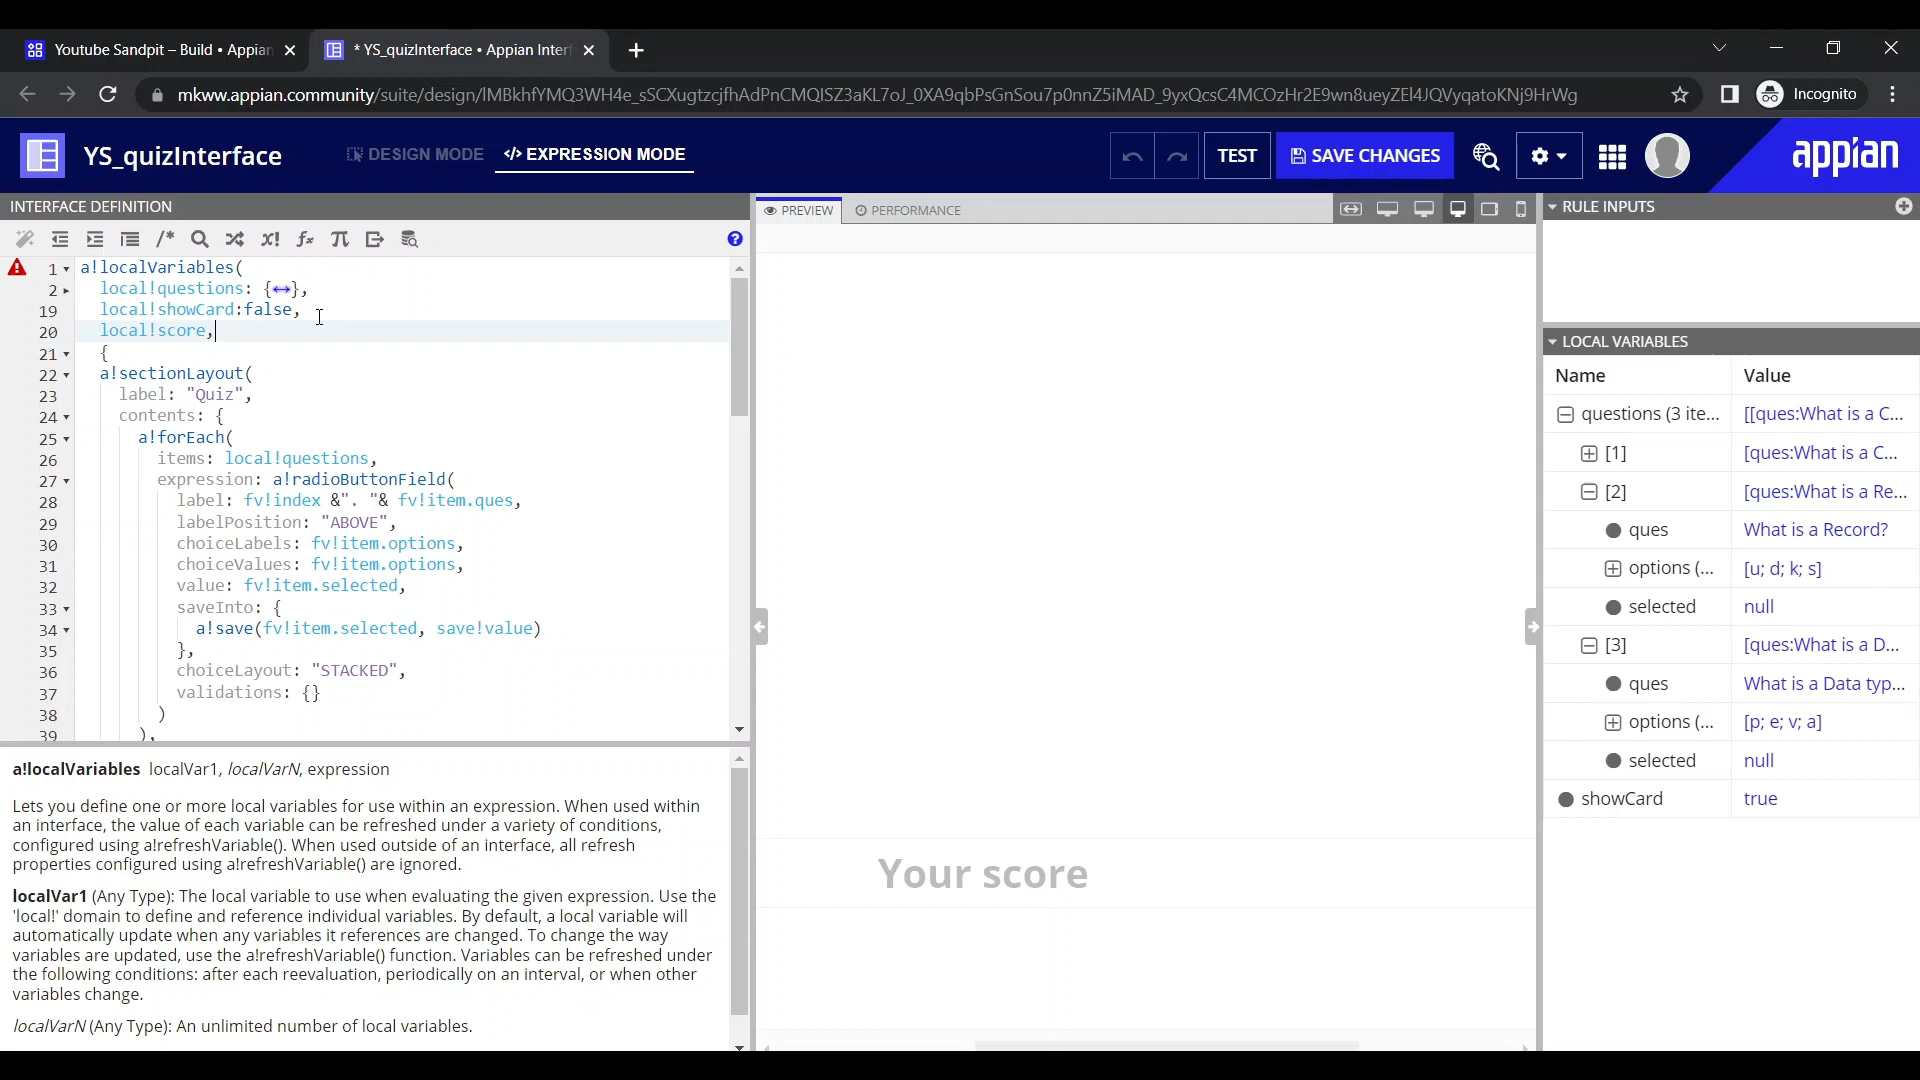 Youtube Sandpit – Build • Appian
* YS_quizInterface • Appian Inter
mkww.appian.community/suite/design/lMBkhfYMQ3WH4e_sSCXugtzcjfhAdPnCMQISZ3aKL7oJ_0XA9qbPsGnSou7p0nnZ5iMAD_9yxQcsC4MCOzHr2E9wn8ueyZEl4JQVyqatoKNj9HrWg
Incognito
YS_quizInterface
DESIGN MODE
</> EXPRESSION MODE
TEST
SAVE CHANGES
appian
INTERFACE DEFINITION
PREVIEW
PERFORMANCE
RULE INPUTS
1 a!localVariables(
2 local!questions: {↔},
19 local!showCard:false,
20 local!score,
21 {
22 a!sectionLayout(
23 label: "Quiz",
24 contents: {
25 a!forEach(
26 items: local!questions,
27 expression: a!radioButtonField(
28 label: fv!index &". "& fv!item.ques,
29 labelPosition: "ABOVE",
30 choiceLabels: fv!item.options,
31 choiceValues: fv!item.options,
32 value: fv!item.selected,
33 saveInto: {
34 a!save(fv!item.selected, save!value)
35 },
36 choiceLayout: "STACKED",
37 validations: {}
38 )
39 ),
a!localVariables localVar1, localVarN, expression
Lets you define one or more local variables for use within an expression. When used within
an interface, the value of each variable can be refreshed under a variety of conditions,
configured using a!refreshVariable(). When used outside of an interface, all refresh
properties configured using a!refreshVariable() are ignored.
localVar1 (Any Type): The local variable to use when evaluating the given expression. Use the
'local!' domain to define and reference individual variables. By default, a local variable will
automatically update when any variables it references are changed. To change the way
variables are updated, use the a!refreshVariable() function. Variables can be refreshed under
the following conditions: after each reevaluation, periodically on an interval, or when other
variables change.
localVarN (Any Type): An unlimited number of local variables.
Your score
LOCAL VARIABLES
Name Value
questions (3 ite... [[ques:What is a C...
[1] [ques:What is a C...
[2] [ques:What is a Re...
ques What is a Record?
options (... [u; d; k; s]
selected null
[3] [ques:What is a D...
ques What is a Data typ...
options (... [p; e; v; a]
selected null
showCard true